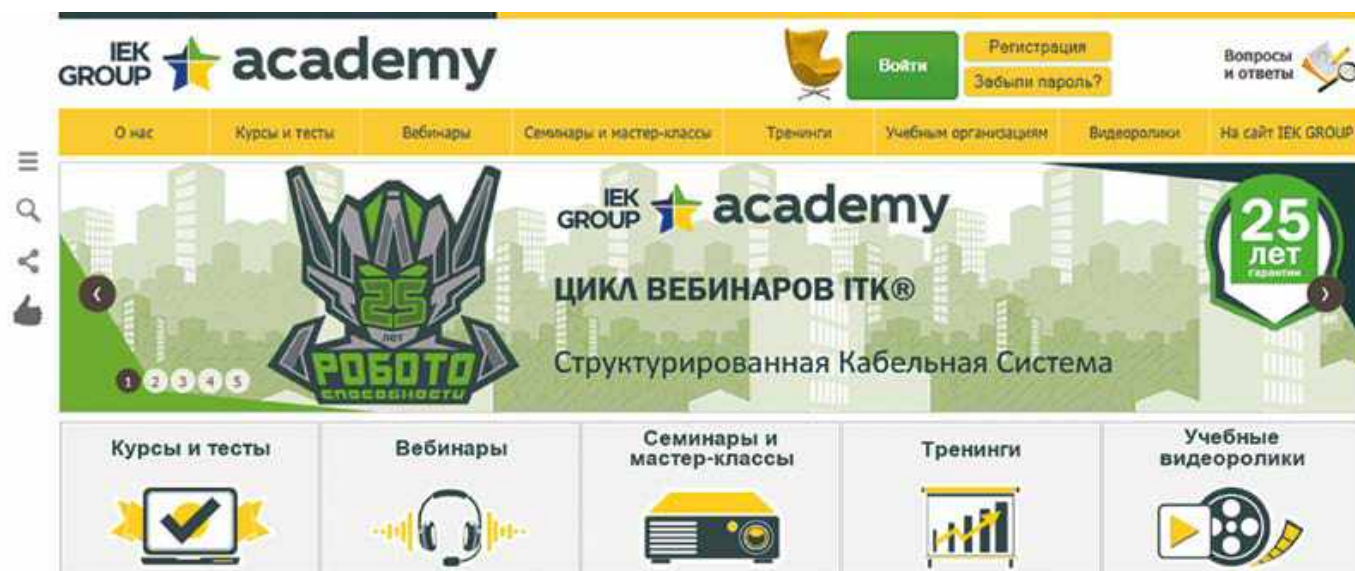 IEK
GROUP
academy
Войти
Регистрация
Забыли пароль?
Вопросы
и ответы
О нас
Курсы и тесты
Вебинары
Семинары и мастер-классы
Тренинги
Учебным организациям
Видеоролики
На сайт IEK GROUP
IEK
GROUP
academy
ЦИКЛ ВЕБИНАРОВ ITK®
Структурированная Кабельная Система
25
лет
РОБОТО
СПОСОБНОСТИ
25
лет
гарантии
1 2 3 4 5
Курсы и тесты
Вебинары
Семинары и
мастер-классы
Тренинги
Учебные
видеоролики